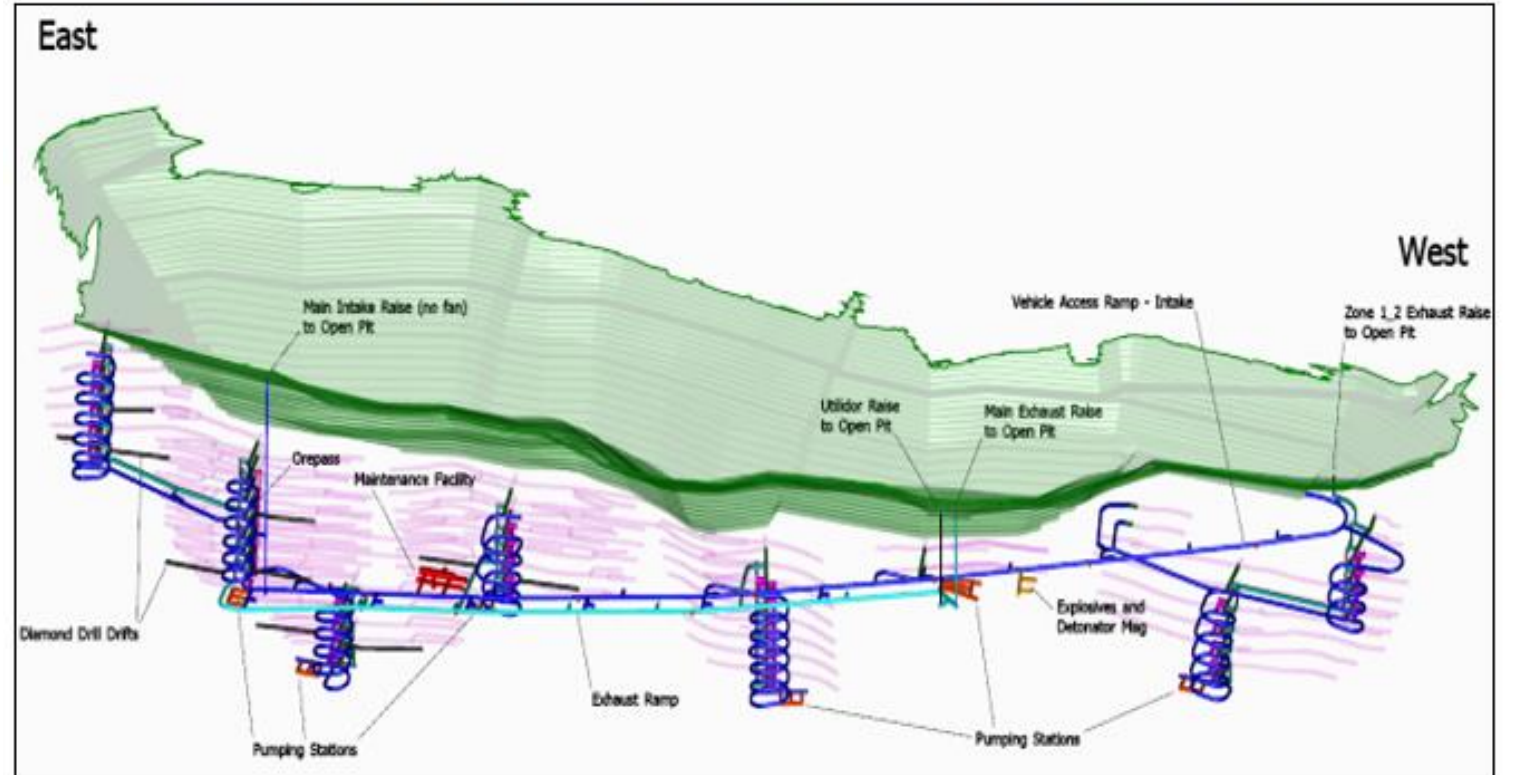 East
West
Main Intake Raise (no fan)
to Open Pit
Vehicle Access Ramp - Intake
Zone 1_2 Exhaust Raise
to Open Pit
Utilidor Raise
to Open Pit
Main Exhaust Raise
to Open Pit
Orepass
Maintenance Facility
Diamond Drill Drifts
Explosives and
Detonator Mag
Exhaust Ramp
Pumping Stations
Pumping Stations